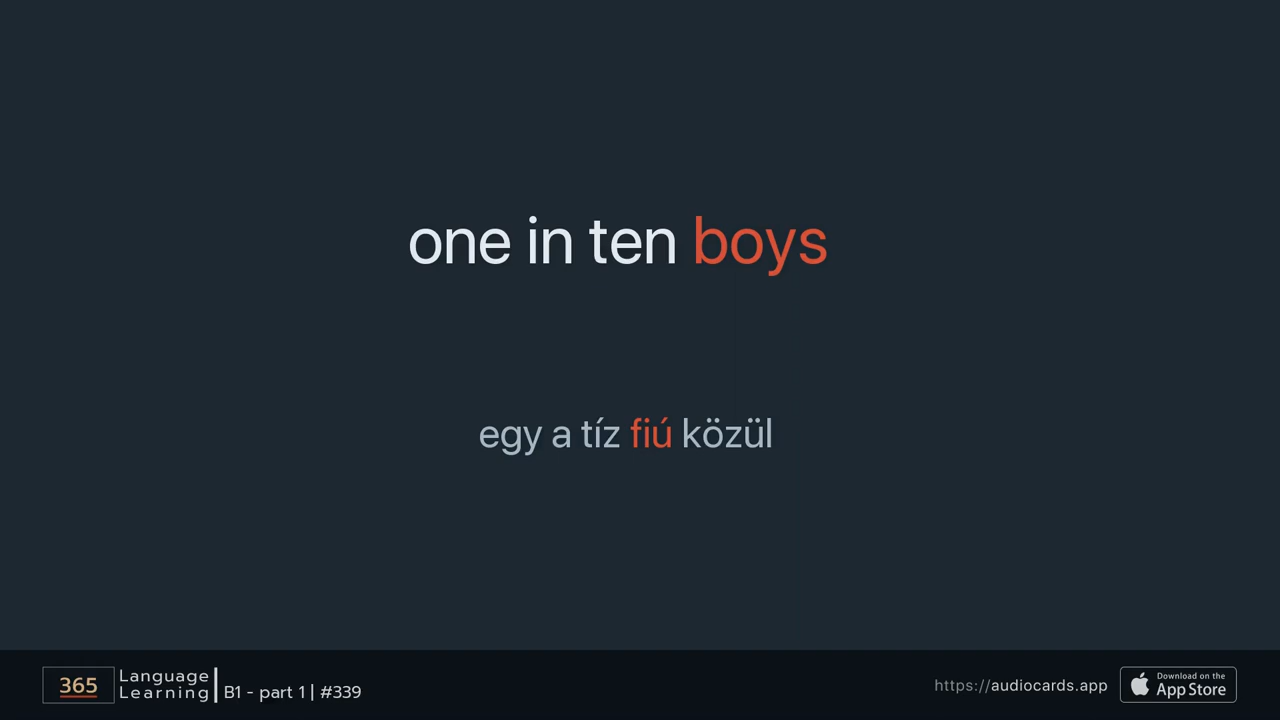 one in ten boys
egy a tíz fiú közül
365
Language
Learning
B1 - part 1 | #339
https://audiocards.app
Download on the
App Store